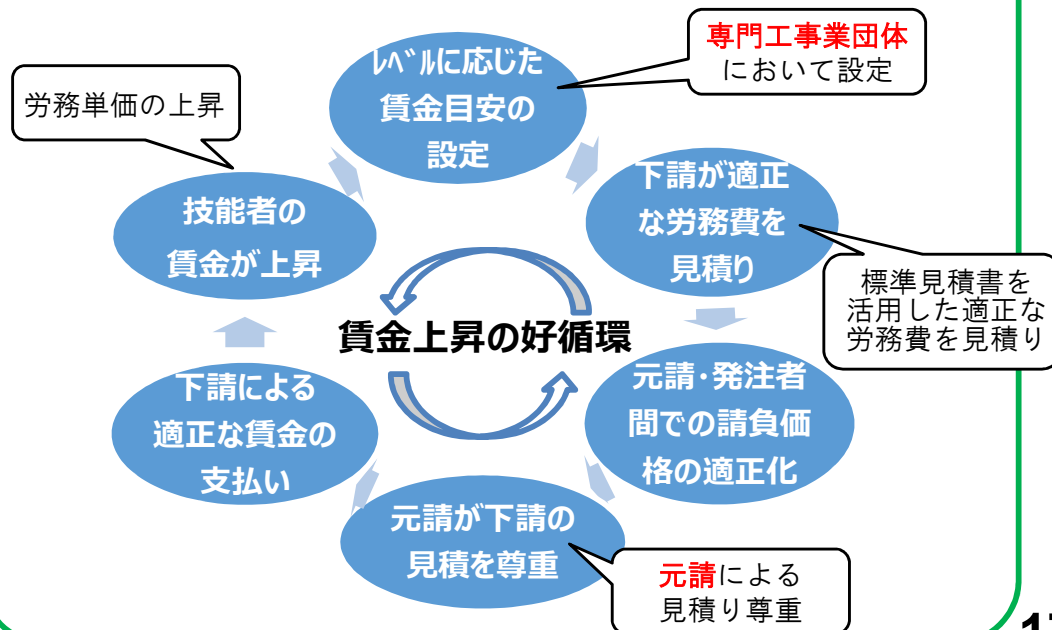 専門工事業団体
において設定
ﾚﾍﾞﾙに応じた
賃金目安の
設定
労務単価の上昇
下請が適正
な労務費を
見積り
技能者の
賃金が上昇
標準見積書を
活用した適正な
労務費を見積り
賃金上昇の好循環
元請・発注者
間での請負価
格の適正化
下請による
適正な賃金の
支払い
元請が下請の
見積を尊重
元請による
見積り尊重